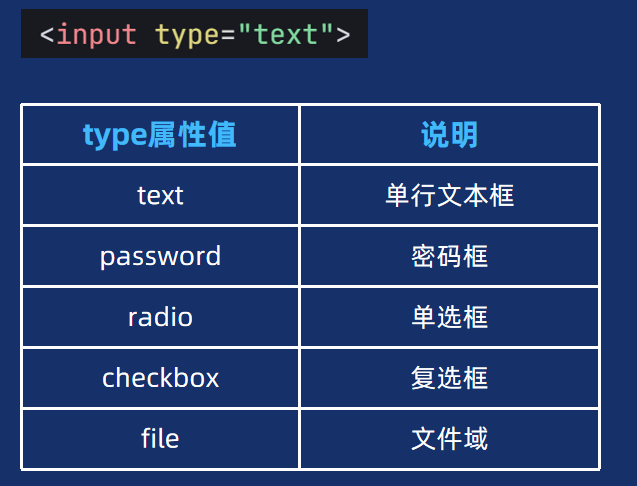 <input type="text">
type属性值 说明
text 单行文本框
password 密码框
radio 单选框
checkbox 复选框
file 文件域